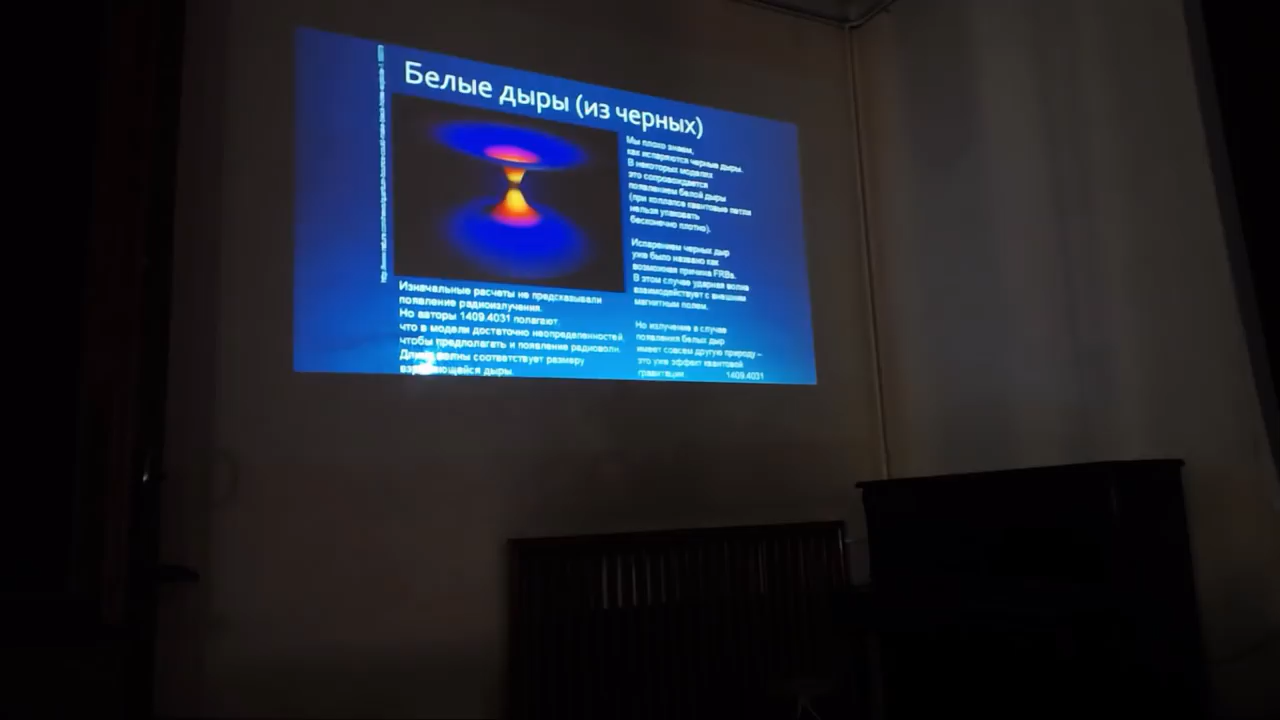 Белые дыры (из черных)
Мы плохо знаем,
как испаряются черные дыры.
В некоторых моделях
это сопровождается
появлением белой дыры
(при коллапсе квантовые петли
нельзя упаковать
бесконечно плотно).
Испарением черных дыр
уже было названо как
возможная причина FRBs.
В этом случае ударная волна
взаимодействует с внешним
магнитным полем.
Но излучение в случае
появления белых дыр
имеет совсем другую природу –
это уже эффект квантовой
гравитации.
1409.4031
Изначальные расчеты не предсказывали
появление радиоизлучения.
Но авторы 1409.4031 полагают,
что в модели достаточно неопределенностей,
чтобы предполагать и появление радиоволн.
Длина волны соответствует размеру
взрывающейся дыры.